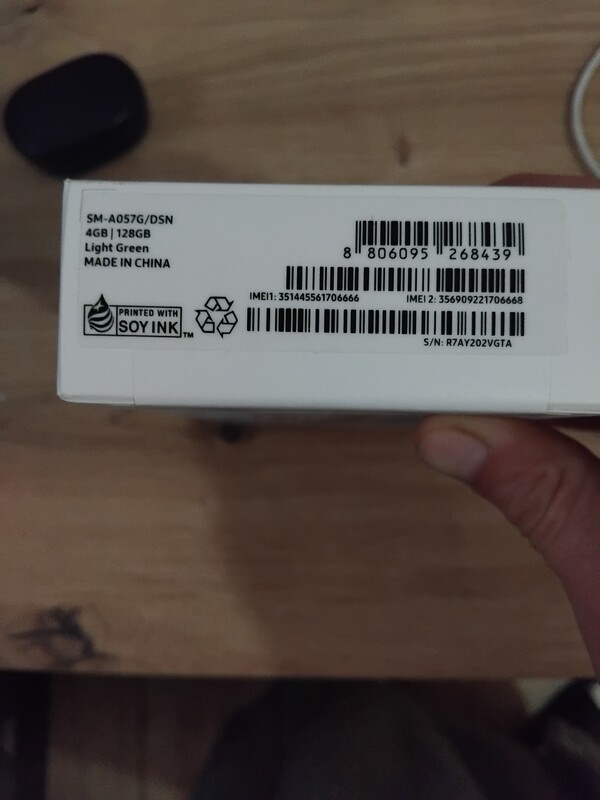 SM-A057G/DSN
4GB | 128GB
Light Green
MADE IN CHINA
8 806095 268439
IMEI1: 351445561706666
IMEI 2: 356909221706668
S/N: R7AY202VGTA
PRINTED WITH
SOY INK TM